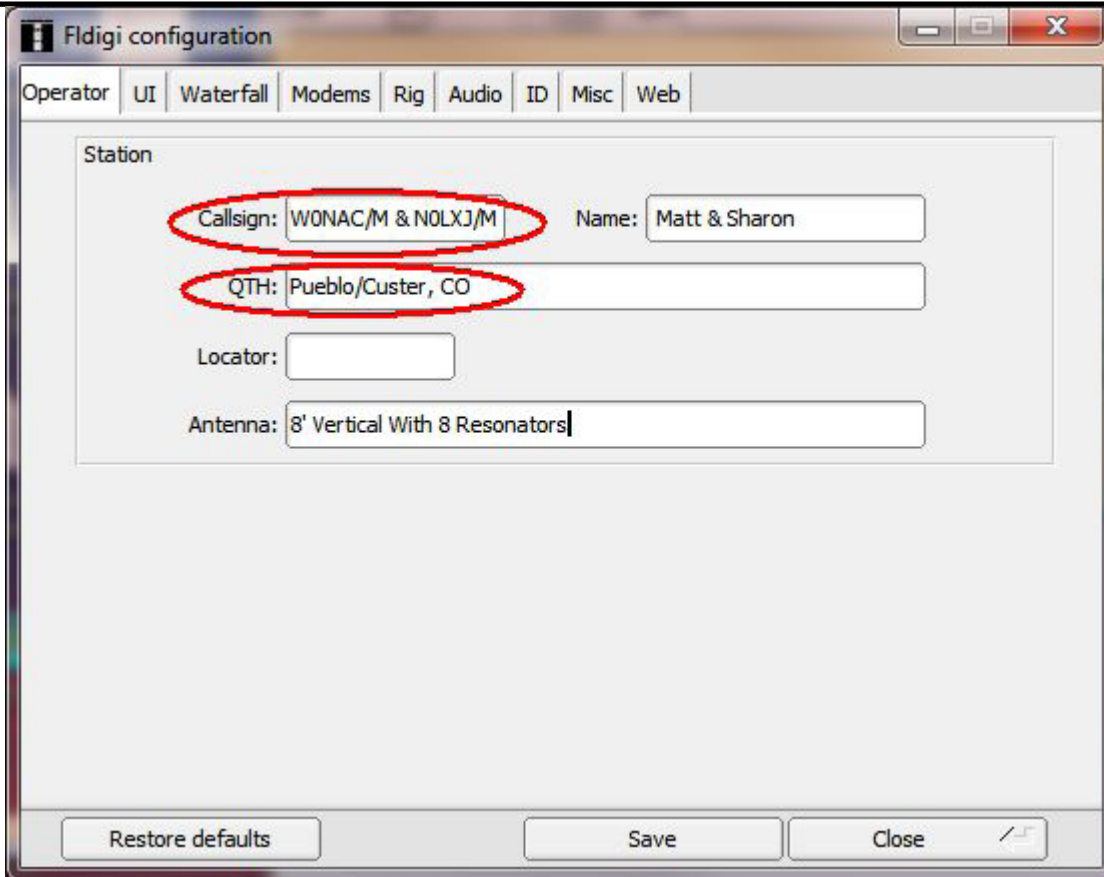 Fldigi configuration
Operator UI Waterfall Modems Rig Audio ID Misc Web
Station
Callsign: W0NAC/M & N0LXJ/M Name: Matt & Sharon
QTH: Pueblo/Custer, CO
Locator:
Antenna: 8' Vertical With 8 Resonators
Restore defaults Save Close